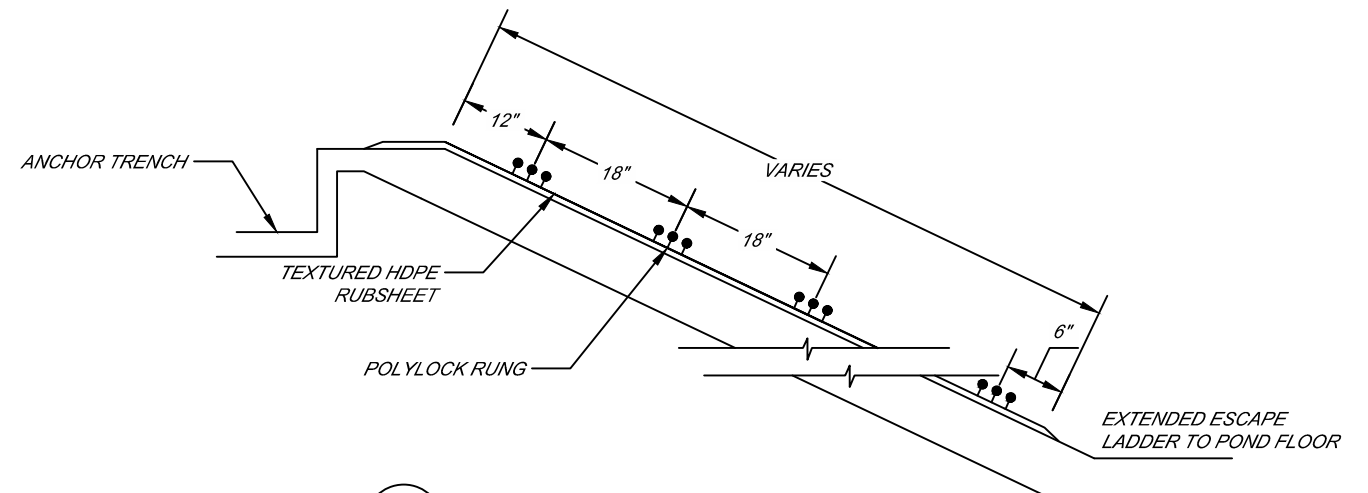 12"
18"
VARIES
ANCHOR TRENCH
18"
TEXTURED HDPE
RUBSHEET
6"
POLYLOCK RUNG
EXTENDED ESCAPE
LADDER TO POND FLOOR